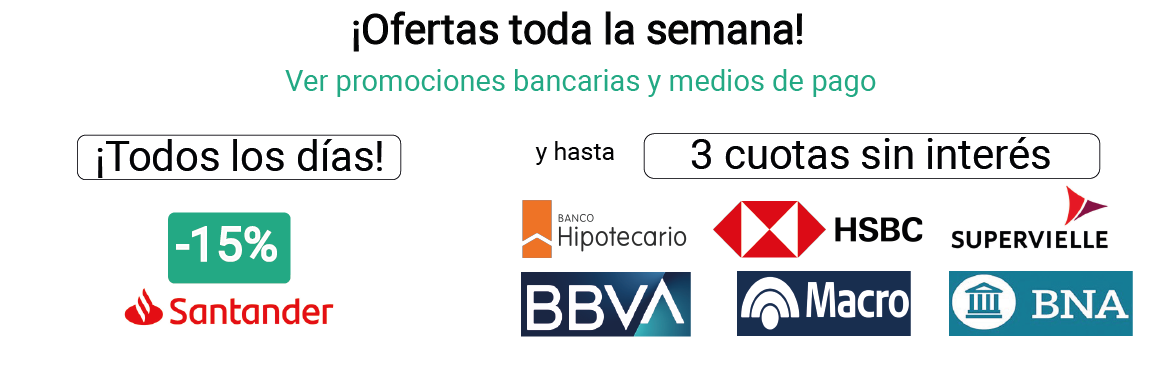 ¡Ofertas toda la semana!
Ver promociones bancarias y medios de pago
¡Todos los días!
y hasta
3 cuotas sin interés
-15%
Santander
BANCO
Hipotecario
HSBC
SUPERVIELLE
BBVA
Macro
BNA